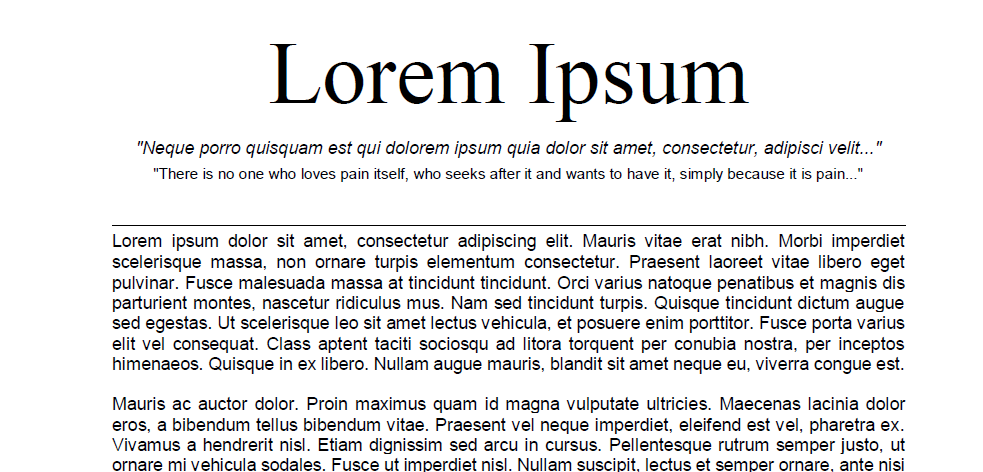 Lorem Ipsum
"Neque porro quisquam est qui dolorem ipsum quia dolor sit amet, consectetur, adipisci velit..."
"There is no one who loves pain itself, who seeks after it and wants to have it, simply because it is pain..."
Lorem ipsum dolor sit amet, consectetur adipiscing elit. Mauris vitae erat nibh. Morbi imperdiet
scelerisque massa, non ornare turpis elementum consectetur. Praesent laoreet vitae libero eget
pulvinar. Fusce malesuada massa at tincidunt tincidunt. Orci varius natoque penatibus et magnis dis
parturient montes, nascetur ridiculus mus. Nam sed tincidunt turpis. Quisque tincidunt dictum augue
sed egestas. Ut scelerisque leo sit amet lectus vehicula, et posuere enim porttitor. Fusce porta varius
elit vel consequat. Class aptent taciti sociosqu ad litora torquent per conubia nostra, per inceptos
himenaeos. Quisque in ex libero. Nullam augue mauris, blandit sit amet neque eu, viverra congue est.
Mauris ac auctor dolor. Proin maximus quam id magna vulputate ultricies. Maecenas lacinia dolor
eros, a bibendum tellus bibendum vitae. Praesent vel neque imperdiet, eleifend est vel, pharetra ex.
Vivamus a hendrerit nisl. Etiam dignissim sed arcu in cursus. Pellentesque rutrum semper justo, ut
ornare mi vehicula sodales. Fusce ut imperdiet nisl. Nullam suscipit, lectus et semper ornare, ante nisi